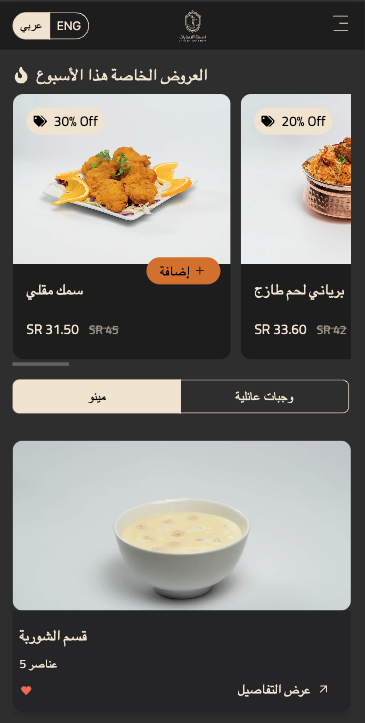 عربي
ENG
العروض الخاصة هذا الأسبوع
30% Off
20% Off
إضافة +
سمك مقلي
برياني لحم طازج
SR 31.50 SR 45
SR 33.60 SR 42
مينو
وجبات عائلية
قسم الشوربة
5 عناصر
عرض التفاصيل